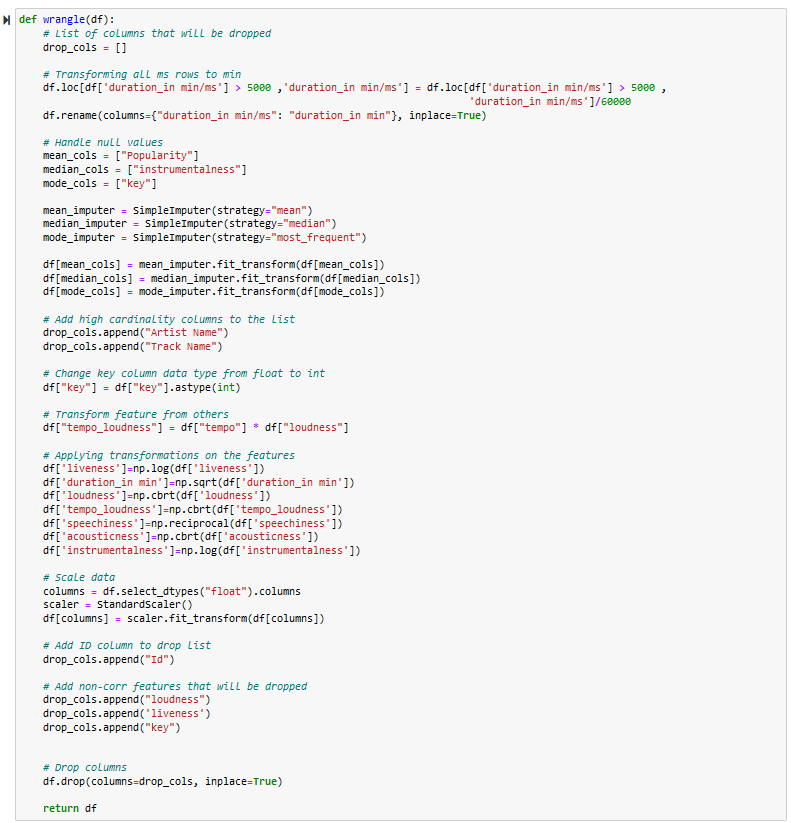 def wrangle(df):
    # List of columns that will be dropped
    drop_cols = []
    # Transforming all ms rows to min
    df.loc[df['duration_in min/ms'] > 5000 ,'duration_in min/ms'] = df.loc[df['duration_in min/ms'] > 5000 ,
                                                                    'duration_in min/ms']/60000
    df.rename(columns={"duration_in min/ms": "duration_in min"}, inplace=True)
    # Handle null values
    mean_cols = ["Popularity"]
    median_cols = ["instrumentalness"]
    mode_cols = ["key"]
    mean_imputer = SimpleImputer(strategy="mean")
    median_imputer = SimpleImputer(strategy="median")
    mode_imputer = SimpleImputer(strategy="most_frequent")
    df[mean_cols] = mean_imputer.fit_transform(df[mean_cols])
    df[median_cols] = median_imputer.fit_transform(df[median_cols])
    df[mode_cols] = mode_imputer.fit_transform(df[mode_cols])
    # Add high cardinality columns to the list
    drop_cols.append("Artist Name")
    drop_cols.append("Track Name")
    # Change key column data type from float to int
    df["key"] = df["key"].astype(int)
    # Transform feature from others
    df["tempo_loudness"] = df["tempo"] * df["loudness"]
    # Applying transformations on the features
    df['liveness']=np.log(df['liveness'])
    df['duration_in min']=np.sqrt(df['duration_in min'])
    df['loudness']=np.cbrt(df['loudness'])
    df['tempo_loudness']=np.cbrt(df['tempo_loudness'])
    df['speechiness']=np.reciprocal(df['speechiness'])
    df['acousticness']=np.cbrt(df['acousticness'])
    df['instrumentalness']=np.log(df['instrumentalness'])
    # Scale data
    columns = df.select_dtypes("float").columns
    scaler = StandardScaler()
    df[columns] = scaler.fit_transform(df[columns])
    # Add ID column to drop list
    drop_cols.append("Id")
    # Add non-corr features that will be dropped
    drop_cols.append("loudness")
    drop_cols.append('liveness')
    drop_cols.append("key")
    # Drop columns
    df.drop(columns=drop_cols, inplace=True)
    return df